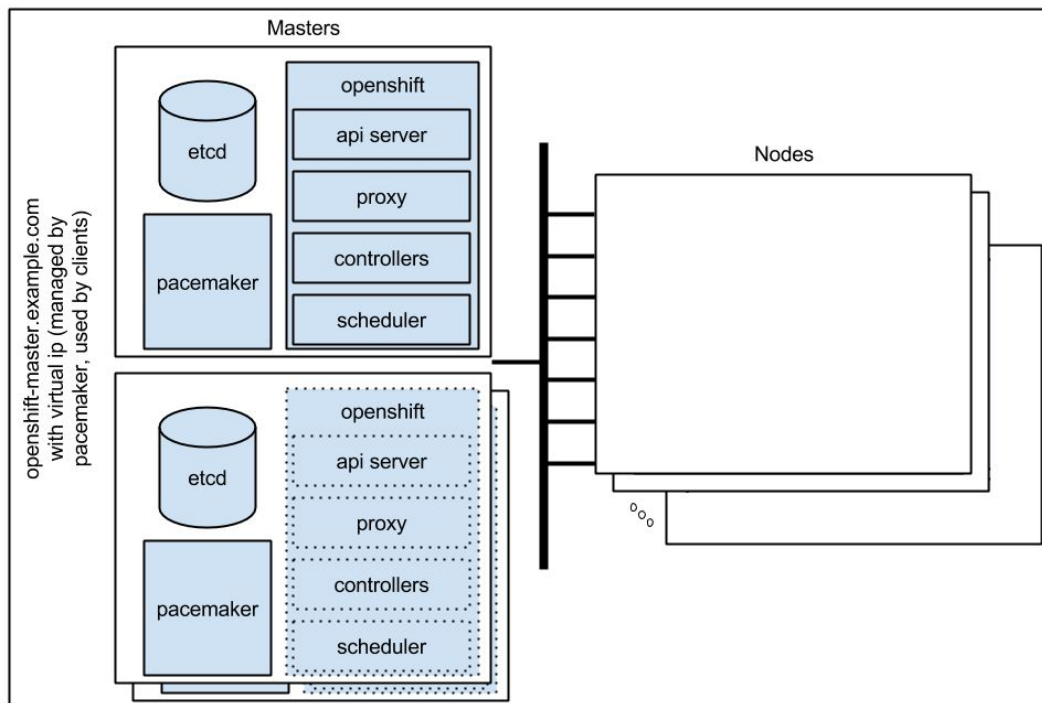 Masters
openshift
api server
proxy
controllers
scheduler
etcd
pacemaker
openshift
api server
proxy
controllers
scheduler
etcd
pacemaker
openshift-master.example.com
with virtual ip (managed by
pacemaker, used by clients)
Nodes